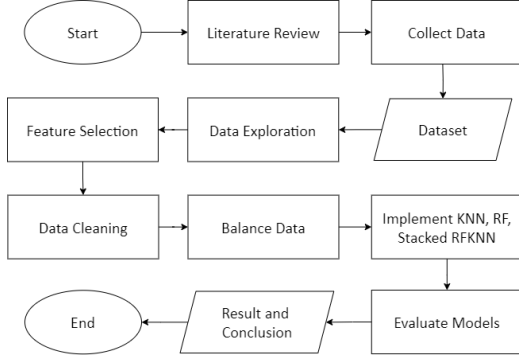 Start
Literature Review
Collect Data
Dataset
Data Exploration
Feature Selection
Data Cleaning
Balance Data
Implement KNN, RF,
Stacked RFKNN
Evaluate Models
Result and
Conclusion
End